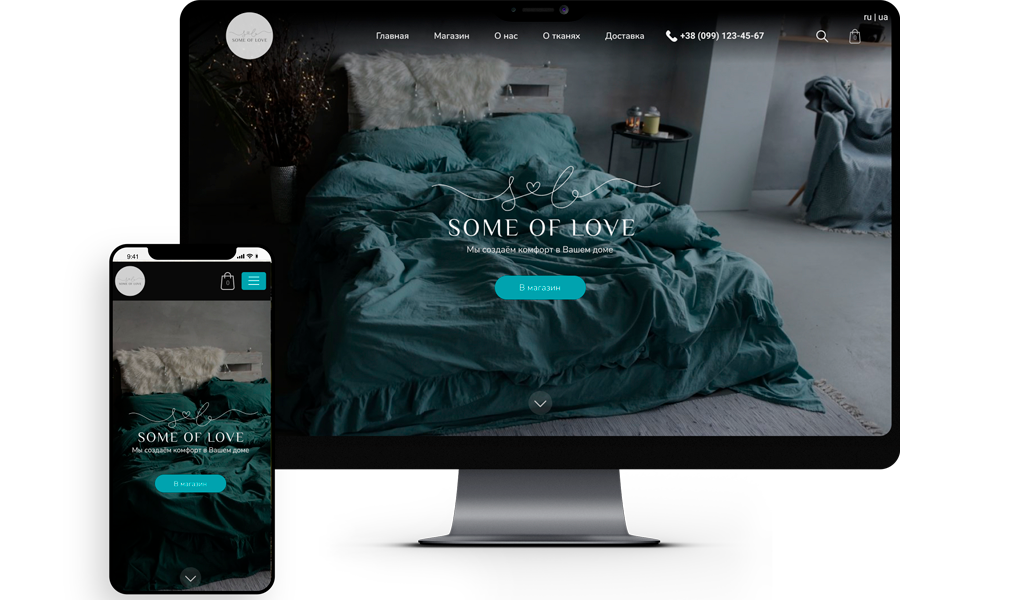 ru | ua
SOME OF LOVE
Главная Магазин О нас О тканях Доставка +38 (099) 123-45-67
0
slo
SOME OF LOVE
Мы создаём комфорт в Вашем доме
В магазин
9:41
SOME OF LOVE
0
slo
SOME OF LOVE
Мы создаём комфорт в Вашем доме
В магазин